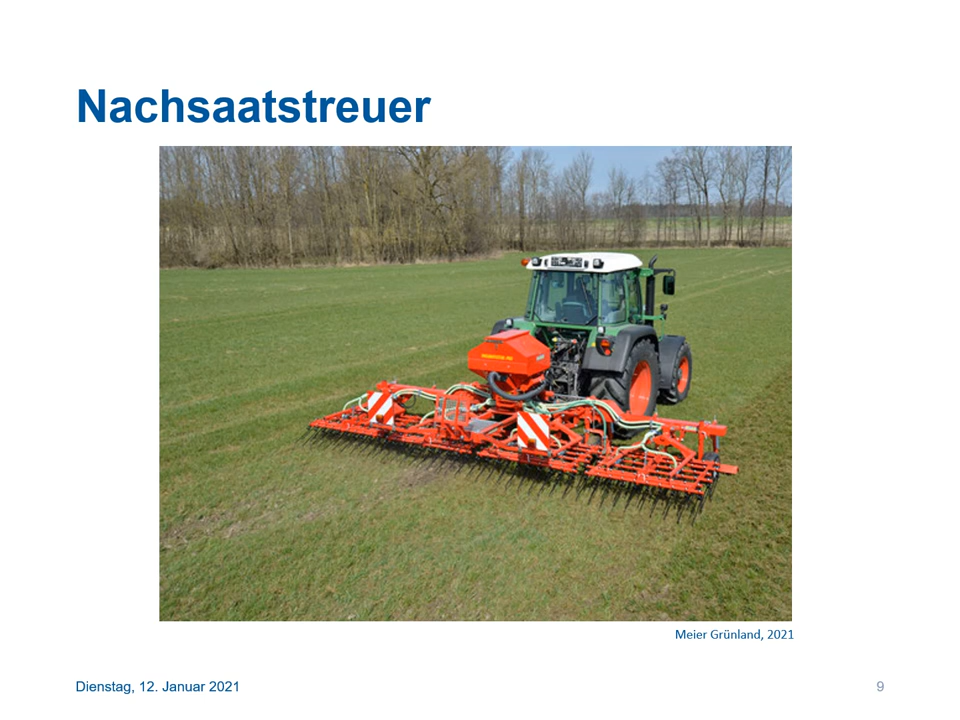 Nachsaatstreuer
Meier Grünland, 2021
Dienstag, 12. Januar 2021
9